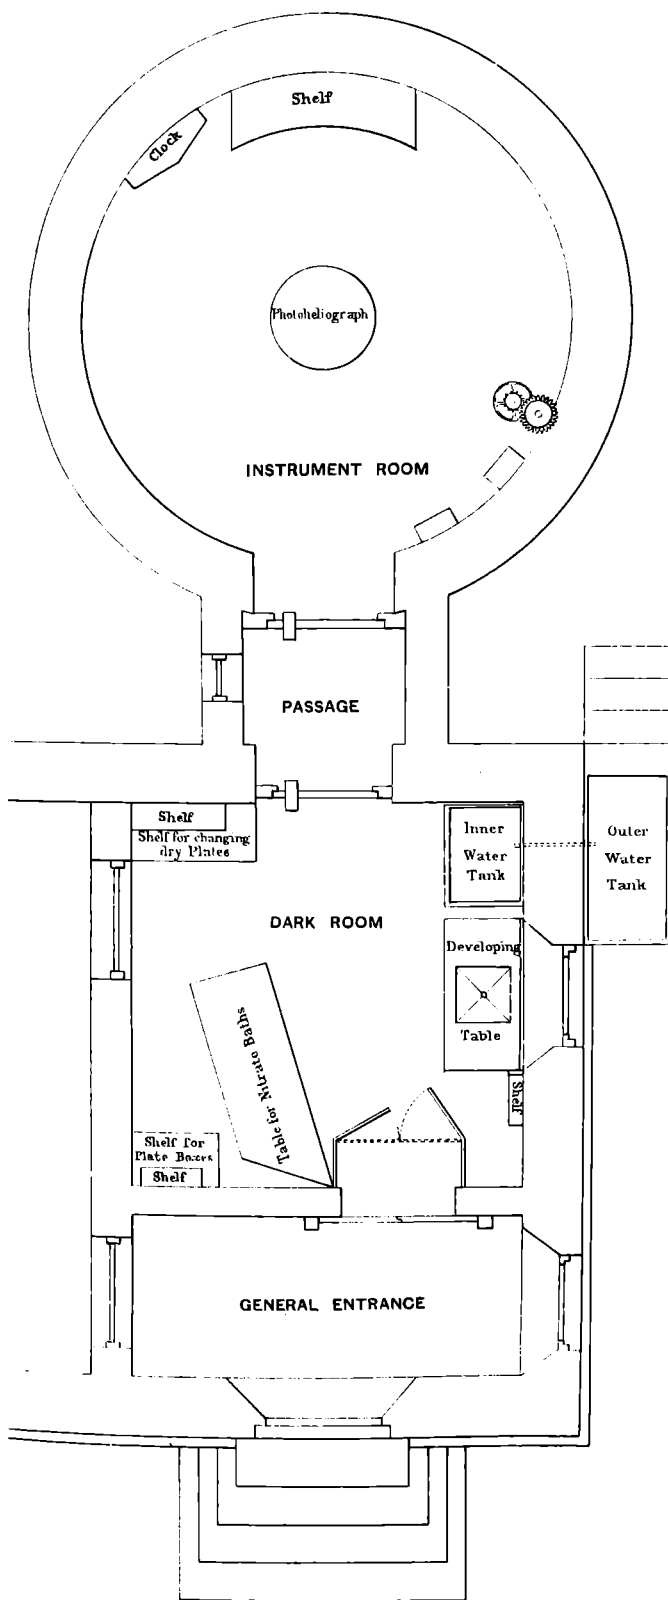 Shelf
Clock
Photoheliograph
INSTRUMENT ROOM
PASSAGE
Shelf
Shelf for changing
dry Plates
Inner
Water
Tank
Outer
Water
Tank
DARK ROOM
Developing
Table
Table for Nitrate Baths
Shelf
Shelf for
Plate Boxes
Shelf
GENERAL ENTRANCE